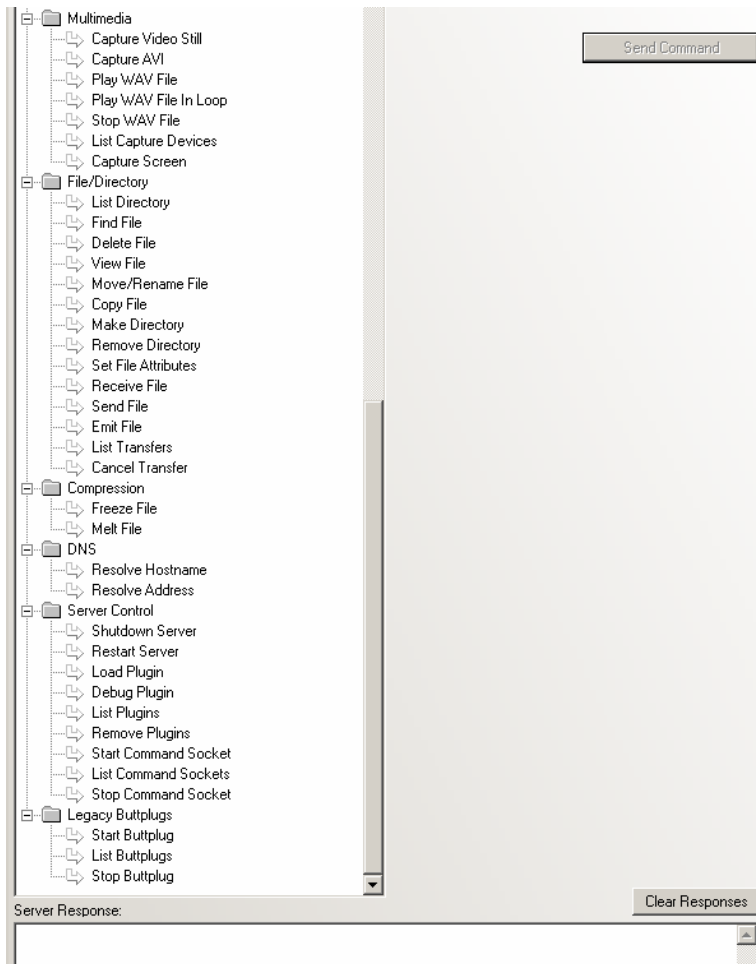 Multimedia
Capture Video Still
Send Command
Capture AVI
Play WAV File
Play WAV File In Loop
Stop WAV File
List Capture Devices
Capture Screen
File/Directory
List Directory
Find File
Delete File
View File
Move/Rename File
Copy File
Make Directory
Remove Directory
Set File Attributes
Receive File
Send File
Emit File
List Transfers
Cancel Transfer
Compression
Freeze File
Melt File
DNS
Resolve Hostname
Resolve Address
Server Control
Shutdown Server
Restart Server
Load Plugin
Debug Plugin
List Plugins
Remove Plugins
Start Command Socket
List Command Sockets
Stop Command Socket
Legacy Buttplugs
Start Buttplug
List Buttplugs
Stop Buttplug
Clear Responses
Server Response: